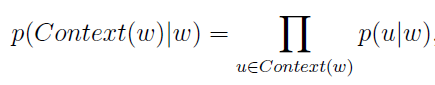 p(Context(w)|w) = ∏ p(u|w),
u∈Context(w)